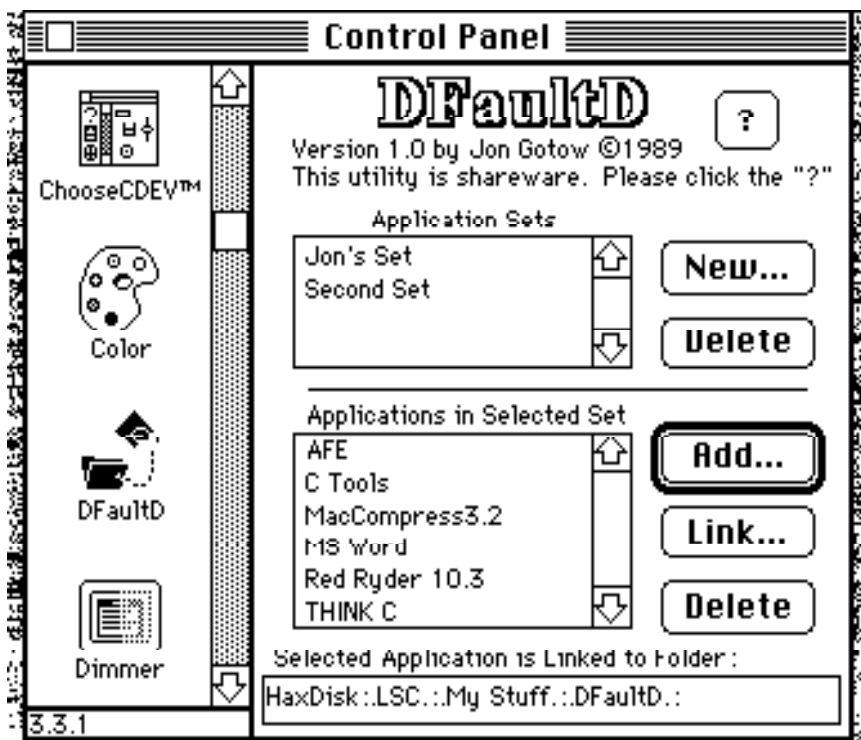 Control Panel
ChooseCDEV™
Color
DFaultD
Dimmer
3.3.1
DFaultD
?
Version 1.0 by Jon Gotow ©1989
This utility is shareware. Please click the "?"
Application Sets
Jon's Set
Second Set
New...
Delete
Applications in Selected Set
AFE
C Tools
MacCompress3.2
MS Word
Red Ryder 10.3
THINK C
Add...
Link...
Delete
Selected Application is Linked to Folder:
HaxDisk:.LSC.:.My Stuff.:.DFaultD.: